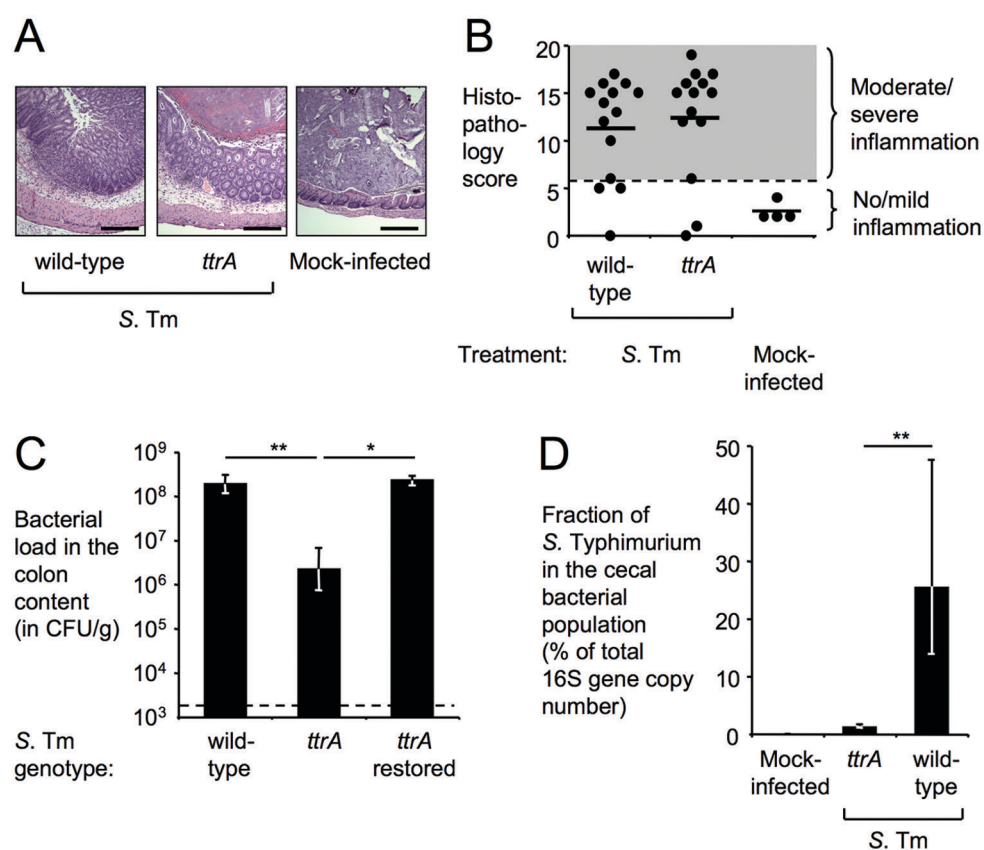 A
wild-type
ttrA
Mock-infected
S. Tm
B
Histo-
patho-
logy
score
20
15
10
5
0
Moderate/
severe
inflammation
No/mild
inflammation
wild-
type
ttrA
Treatment:
S. Tm
Mock-
infected
C
Bacterial
load in the
colon
content
(in CFU/g)
10⁹
10⁸
10⁷
10⁶
10⁵
10⁴
10³
**
*
S. Tm
genotype:
wild-
type
ttrA
ttrA
restored
D
Fraction of
S. Typhimurium
in the cecal
bacterial
population
(% of total
16S gene copy
number)
50
40
30
20
10
0
**
Mock-
infected
ttrA
wild-
type
S. Tm